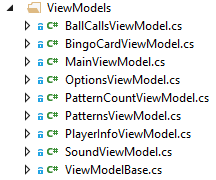 ViewModels
C# BallCallsViewModel.cs
C# BingoCardViewModel.cs
C# MainViewModel.cs
C# OptionsViewModel.cs
C# PatternCountViewModel.cs
C# PatternsViewModel.cs
C# PlayerInfoViewModel.cs
C# SoundViewModel.cs
C# ViewModelBase.cs